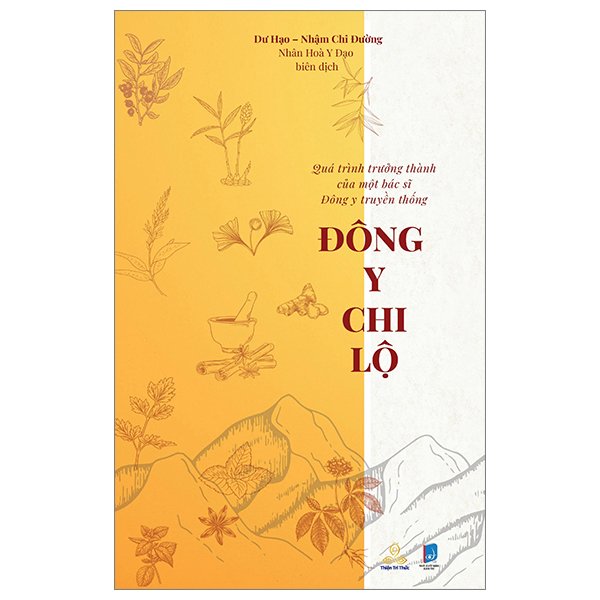 Dư Hạo – Nhậm Chi Đường
Nhân Hoà Y Đạo
biên dịch
Quá trình trưởng thành
của một bác sĩ
Đông y truyền thống
ĐÔNG
Y
CHI
LỘ
Thiện Tri Thức